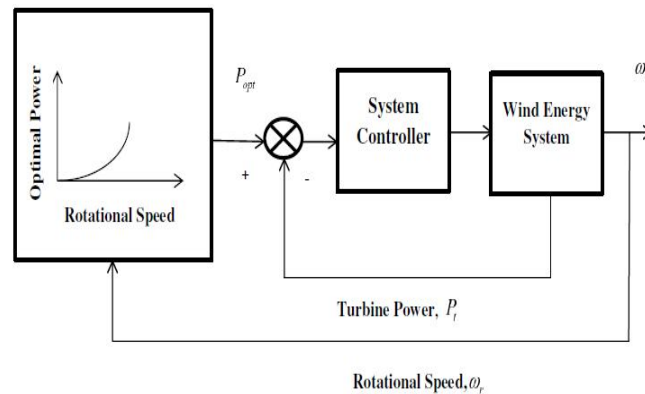 Optimal Power
Rotational Speed
P_opt
+
-
System
Controller
Wind Energy
System
ω
Turbine Power, P_t
Rotational Speed, ω_r